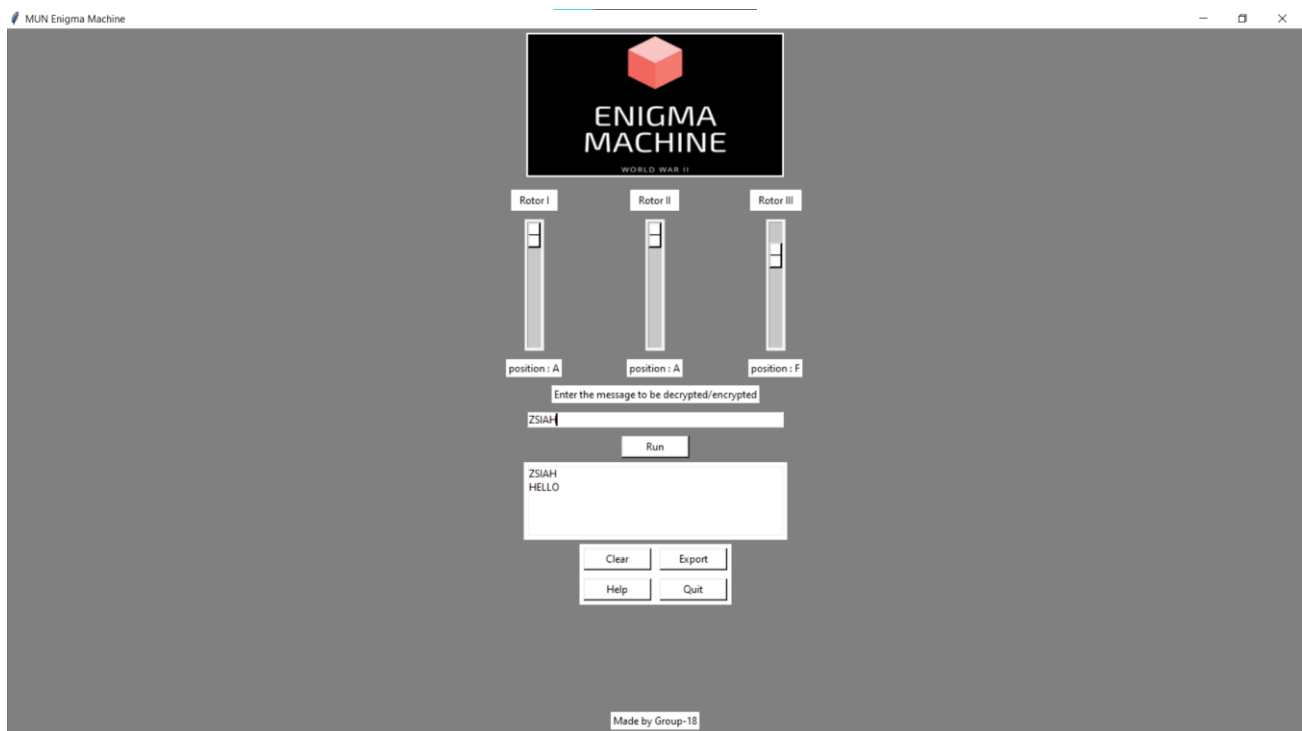 MUN Enigma Machine
ENIGMA
MACHINE
WORLD WAR II
Rotor I Rotor II Rotor III
position : A position : A position : F
Enter the message to be decrypted/encrypted
ZSIAH
Run
ZSIAH
HELLO
Clear Export
Help Quit
Made by Group-18